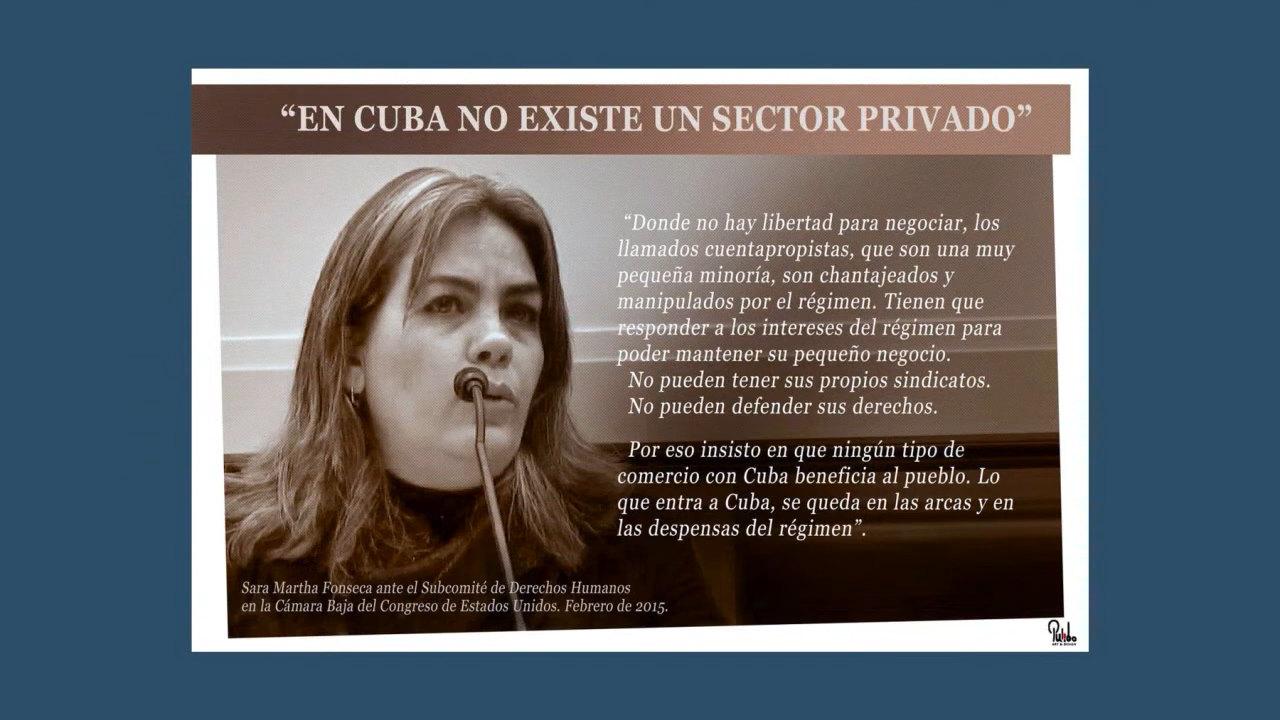 “EN CUBA NO EXISTE UN SECTOR PRIVADO”
“Donde no hay libertad para negociar, los
llamados cuentapropistas, que son una muy
pequeña minoría, son chantajeados y
manipulados por el régimen. Tienen que
responder a los intereses del régimen para
poder mantener su pequeño negocio.
No pueden tener sus propios sindicatos.
No pueden defender sus derechos.
Por eso insisto en que ningún tipo de
comercio con Cuba beneficia al pueblo. Lo
que entra a Cuba, se queda en las arcas y en
las despensas del régimen”.
Sara Martha Fonseca ante el Subcomité de Derechos Humanos
en la Cámara Baja del Congreso de Estados Unidos. Febrero de 2015.